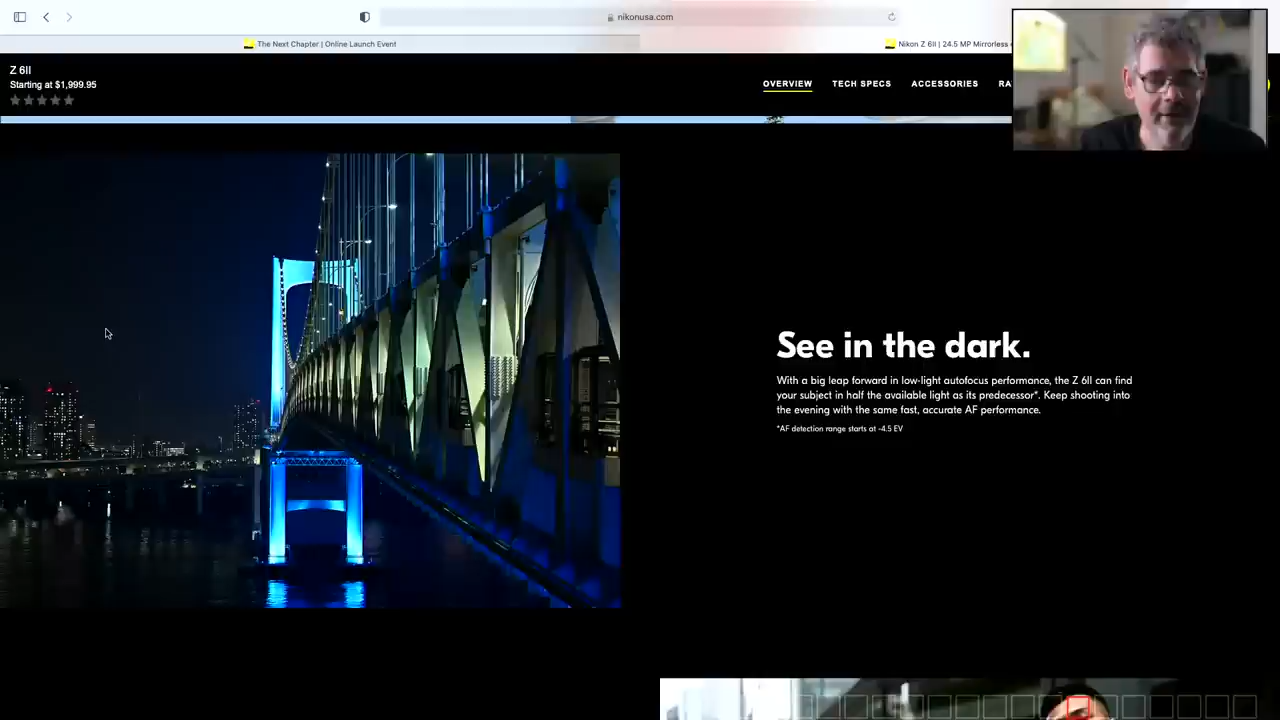 nikonusa.com
The Next Chapter | Online Launch Event
Nikon Z 6II | 24.5 MP Mirrorless
Z 6II
Starting at $1,999.95
OVERVIEW
TECH SPECS
ACCESSORIES
RA
See in the dark.
With a big leap forward in low-light autofocus performance, the Z 6II can find
your subject in half the available light as its predecessor*. Keep shooting into
the evening with the same fast, accurate AF performance.
*AF detection range starts at -4.5 EV